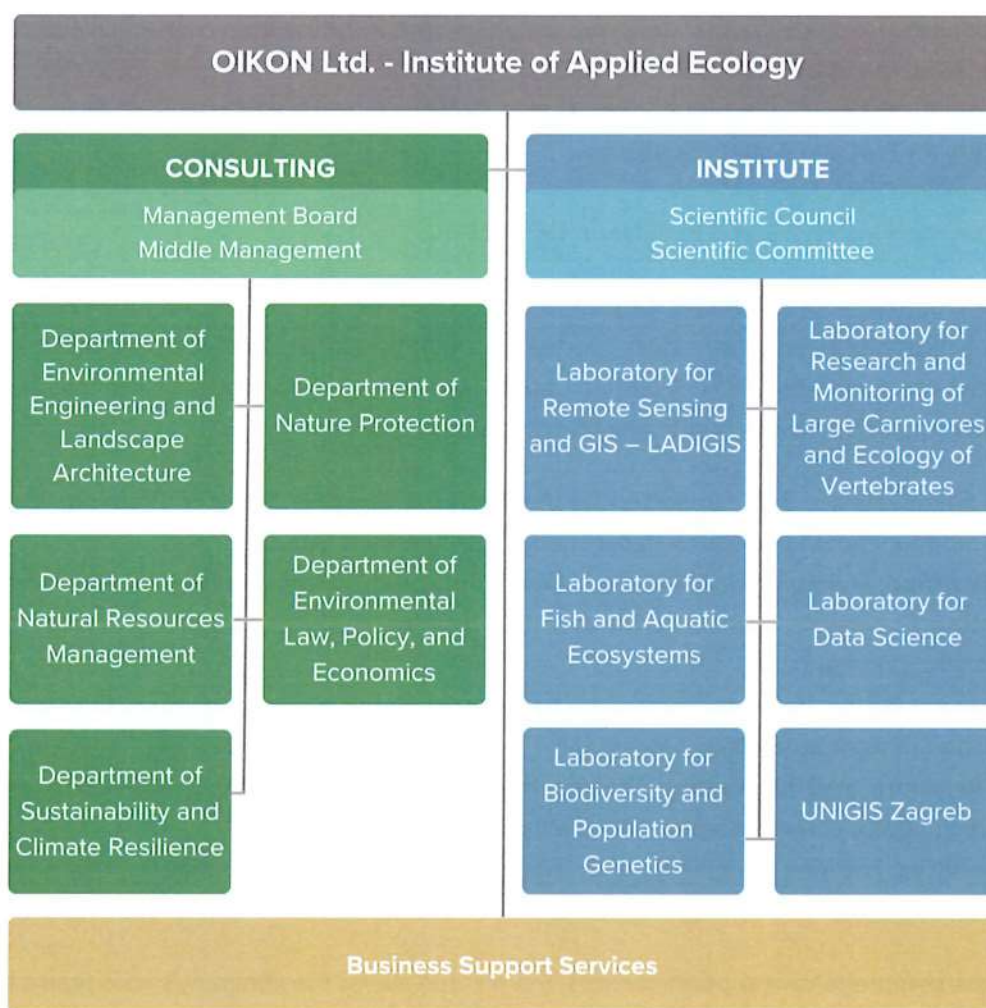 OIKON Ltd. - Institute of Applied Ecology
CONSULTING
Management Board
Middle Management
INSTITUTE
Scientific Council
Scientific Committee
Department of
Environmental
Engineering and
Landscape
Architecture
Department of
Nature Protection
Laboratory for
Remote Sensing
and GIS – LADIGIS
Laboratory for
Research and
Monitoring of
Large Carnivores
and Ecology of
Vertebrates
Department of
Natural Resources
Management
Department of
Environmental
Law, Policy, and
Economics
Laboratory for
Fish and Aquatic
Ecosystems
Laboratory for
Data Science
Department of
Sustainability and
Climate Resilience
Laboratory for
Biodiversity and
Population
Genetics
UNIGIS Zagreb
Business Support Services